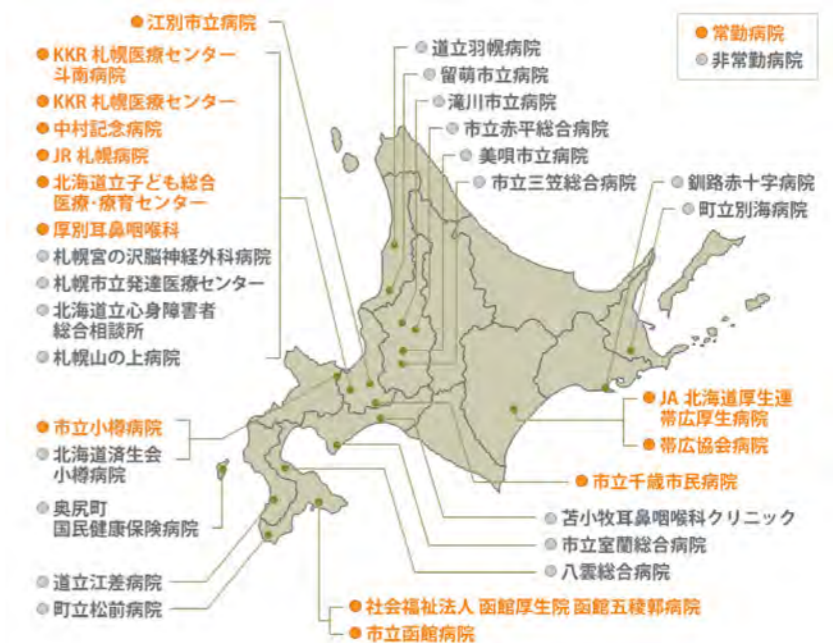 江別市立病院
KKR 札幌医療センター
斗南病院
KKR 札幌医療センター
中村記念病院
JR 札幌病院
北海道立子ども総合
医療・療育センター
厚別耳鼻咽喉科
札幌宮の沢脳神経外科病院
札幌市立発達医療センター
北海道立心身障害者
総合相談所
札幌山の上病院
市立小樽病院
北海道済生会
小樽病院
奥尻町
国民健康保険病院
道立江差病院
町立松前病院
道立羽幌病院
留萌市立病院
滝川市立病院
市立赤平総合病院
美唄市立病院
市立三笠総合病院
常勤病院
非常勤病院
釧路赤十字病院
町立別海病院
JA 北海道厚生連
帯広厚生病院
帯広協会病院
市立千歳市民病院
苫小牧耳鼻咽喉科クリニック
市立室蘭総合病院
八雲総合病院
社会福祉法人 函館厚生院 函館五稜郭病院
市立函館病院